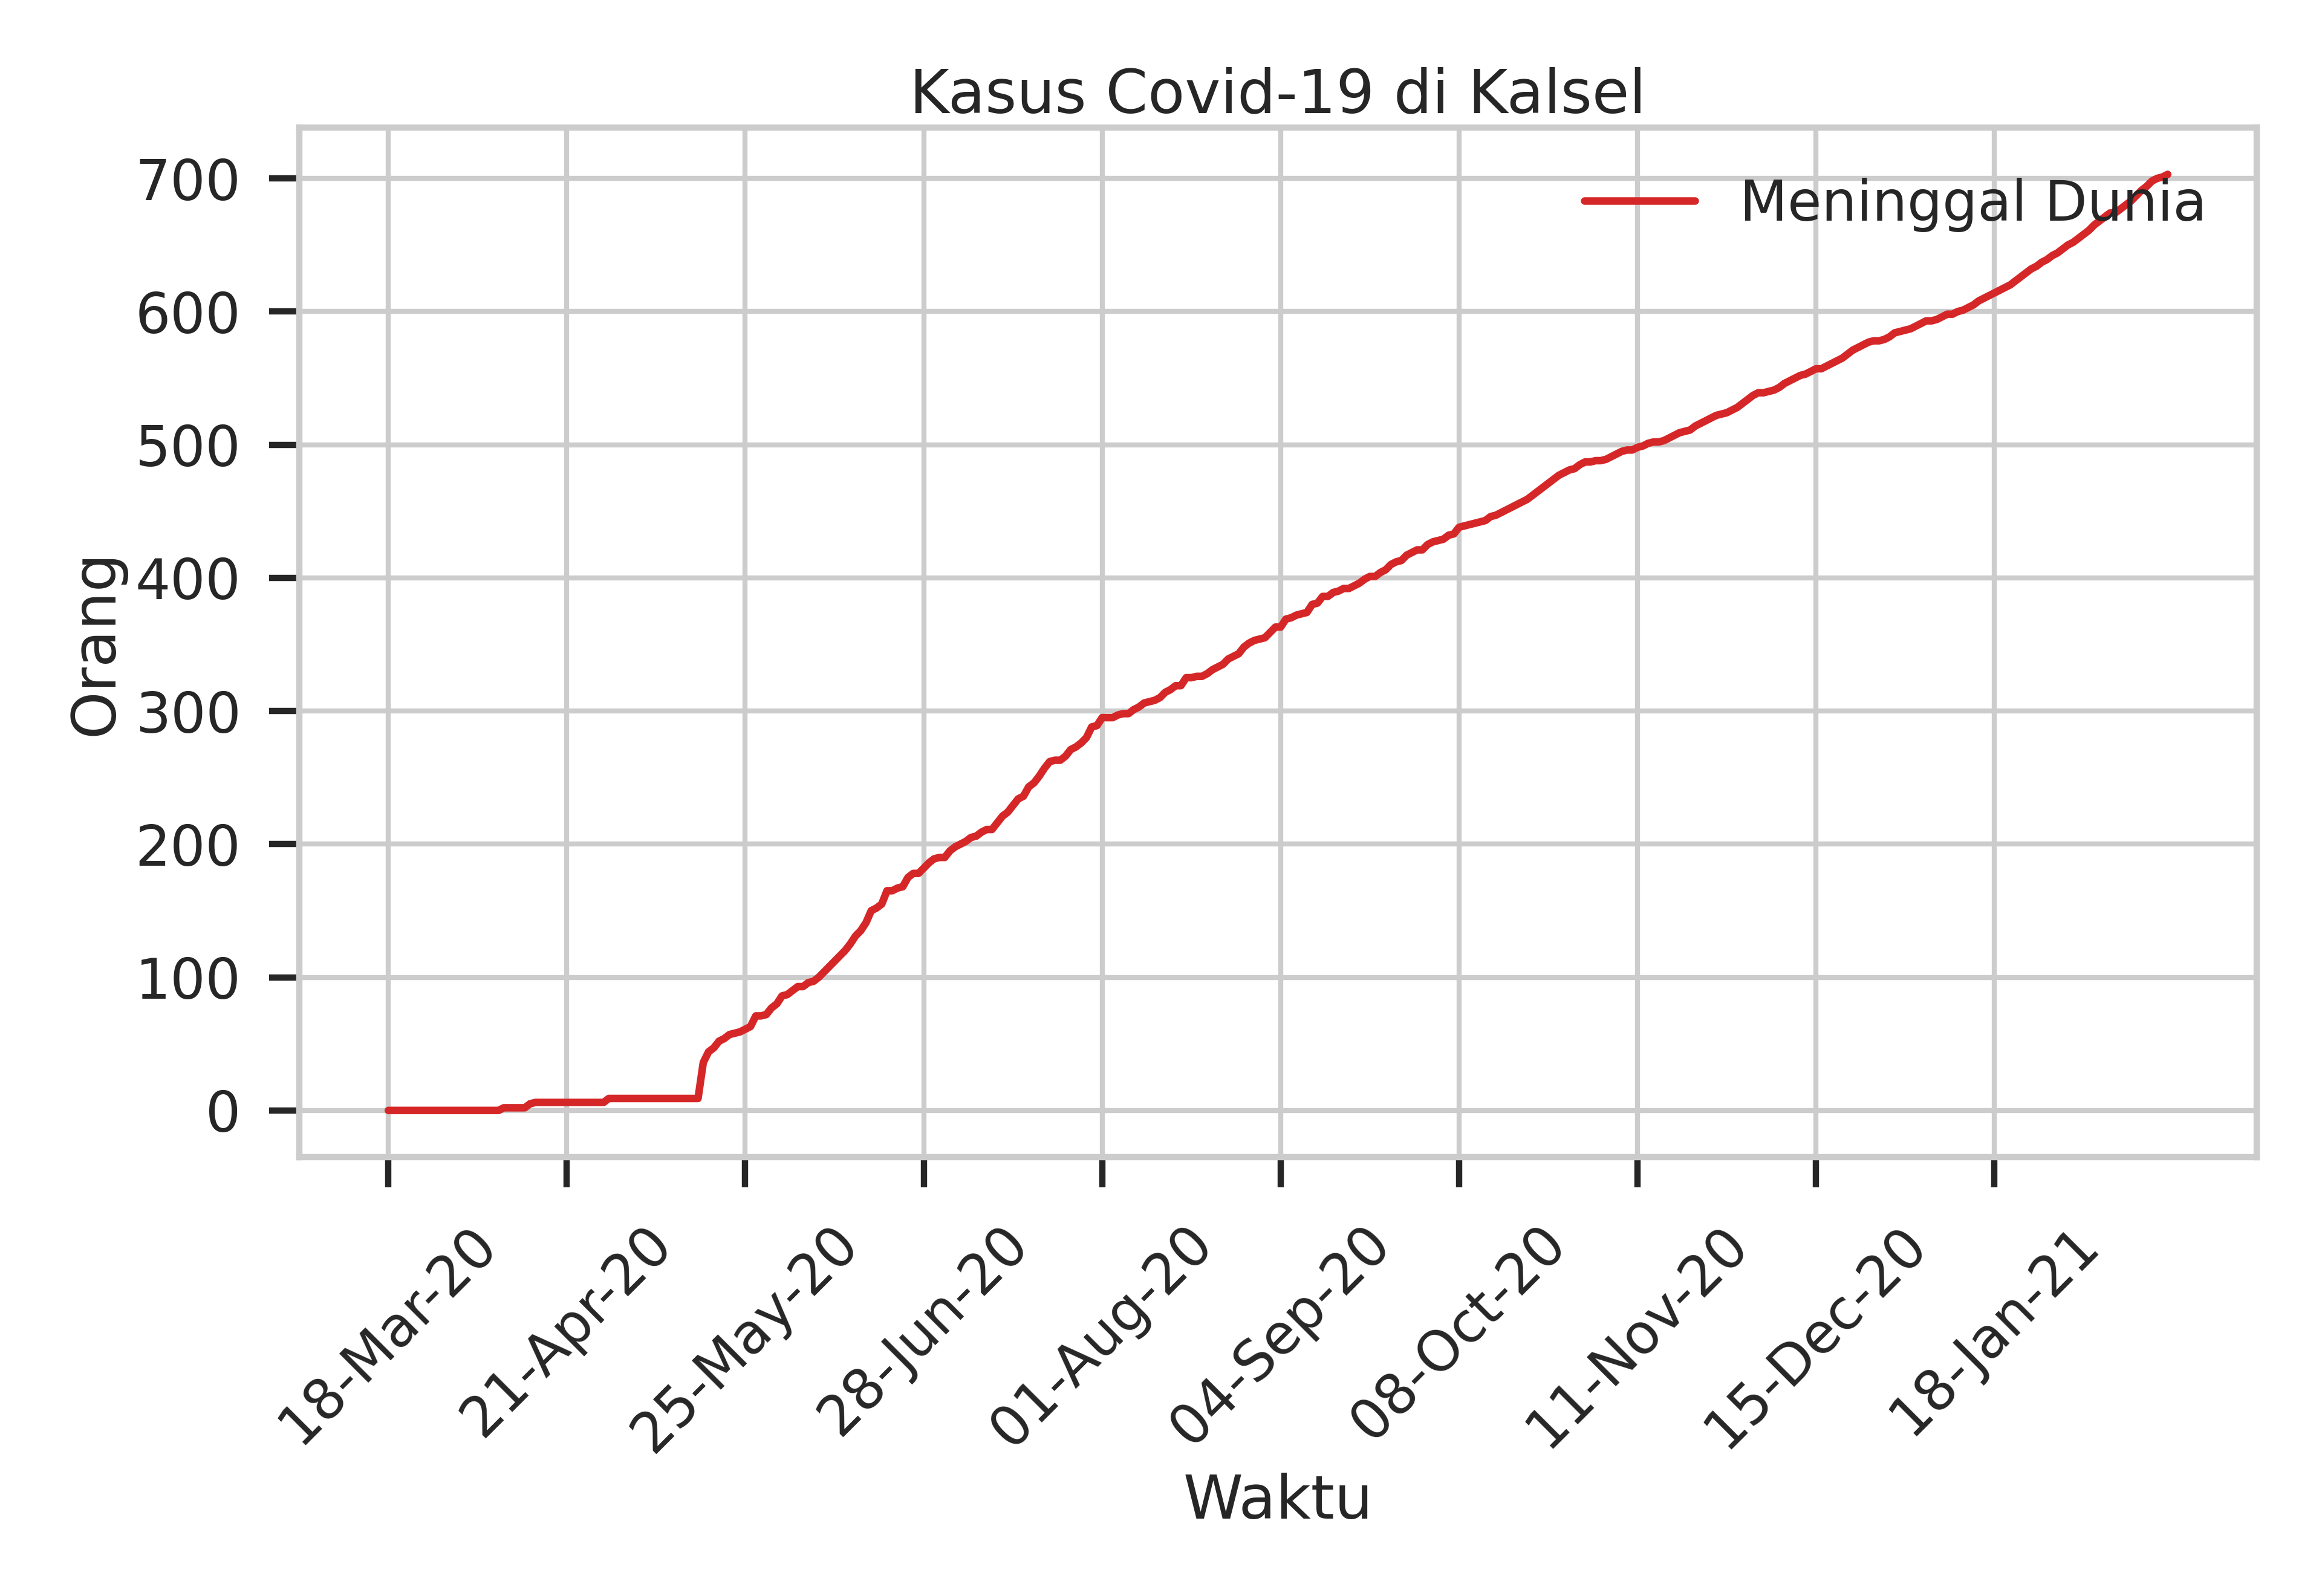 Kasus Covid-19 di Kalsel
Meninggal Dunia
Orang
700
600
500
400
300
200
100
0
18-Mar-20
21-Apr-20
25-May-20
28-Jun-20
01-Aug-20
04-Sep-20
08-Oct-20
11-Nov-20
15-Dec-20
18-Jan-21
Waktu